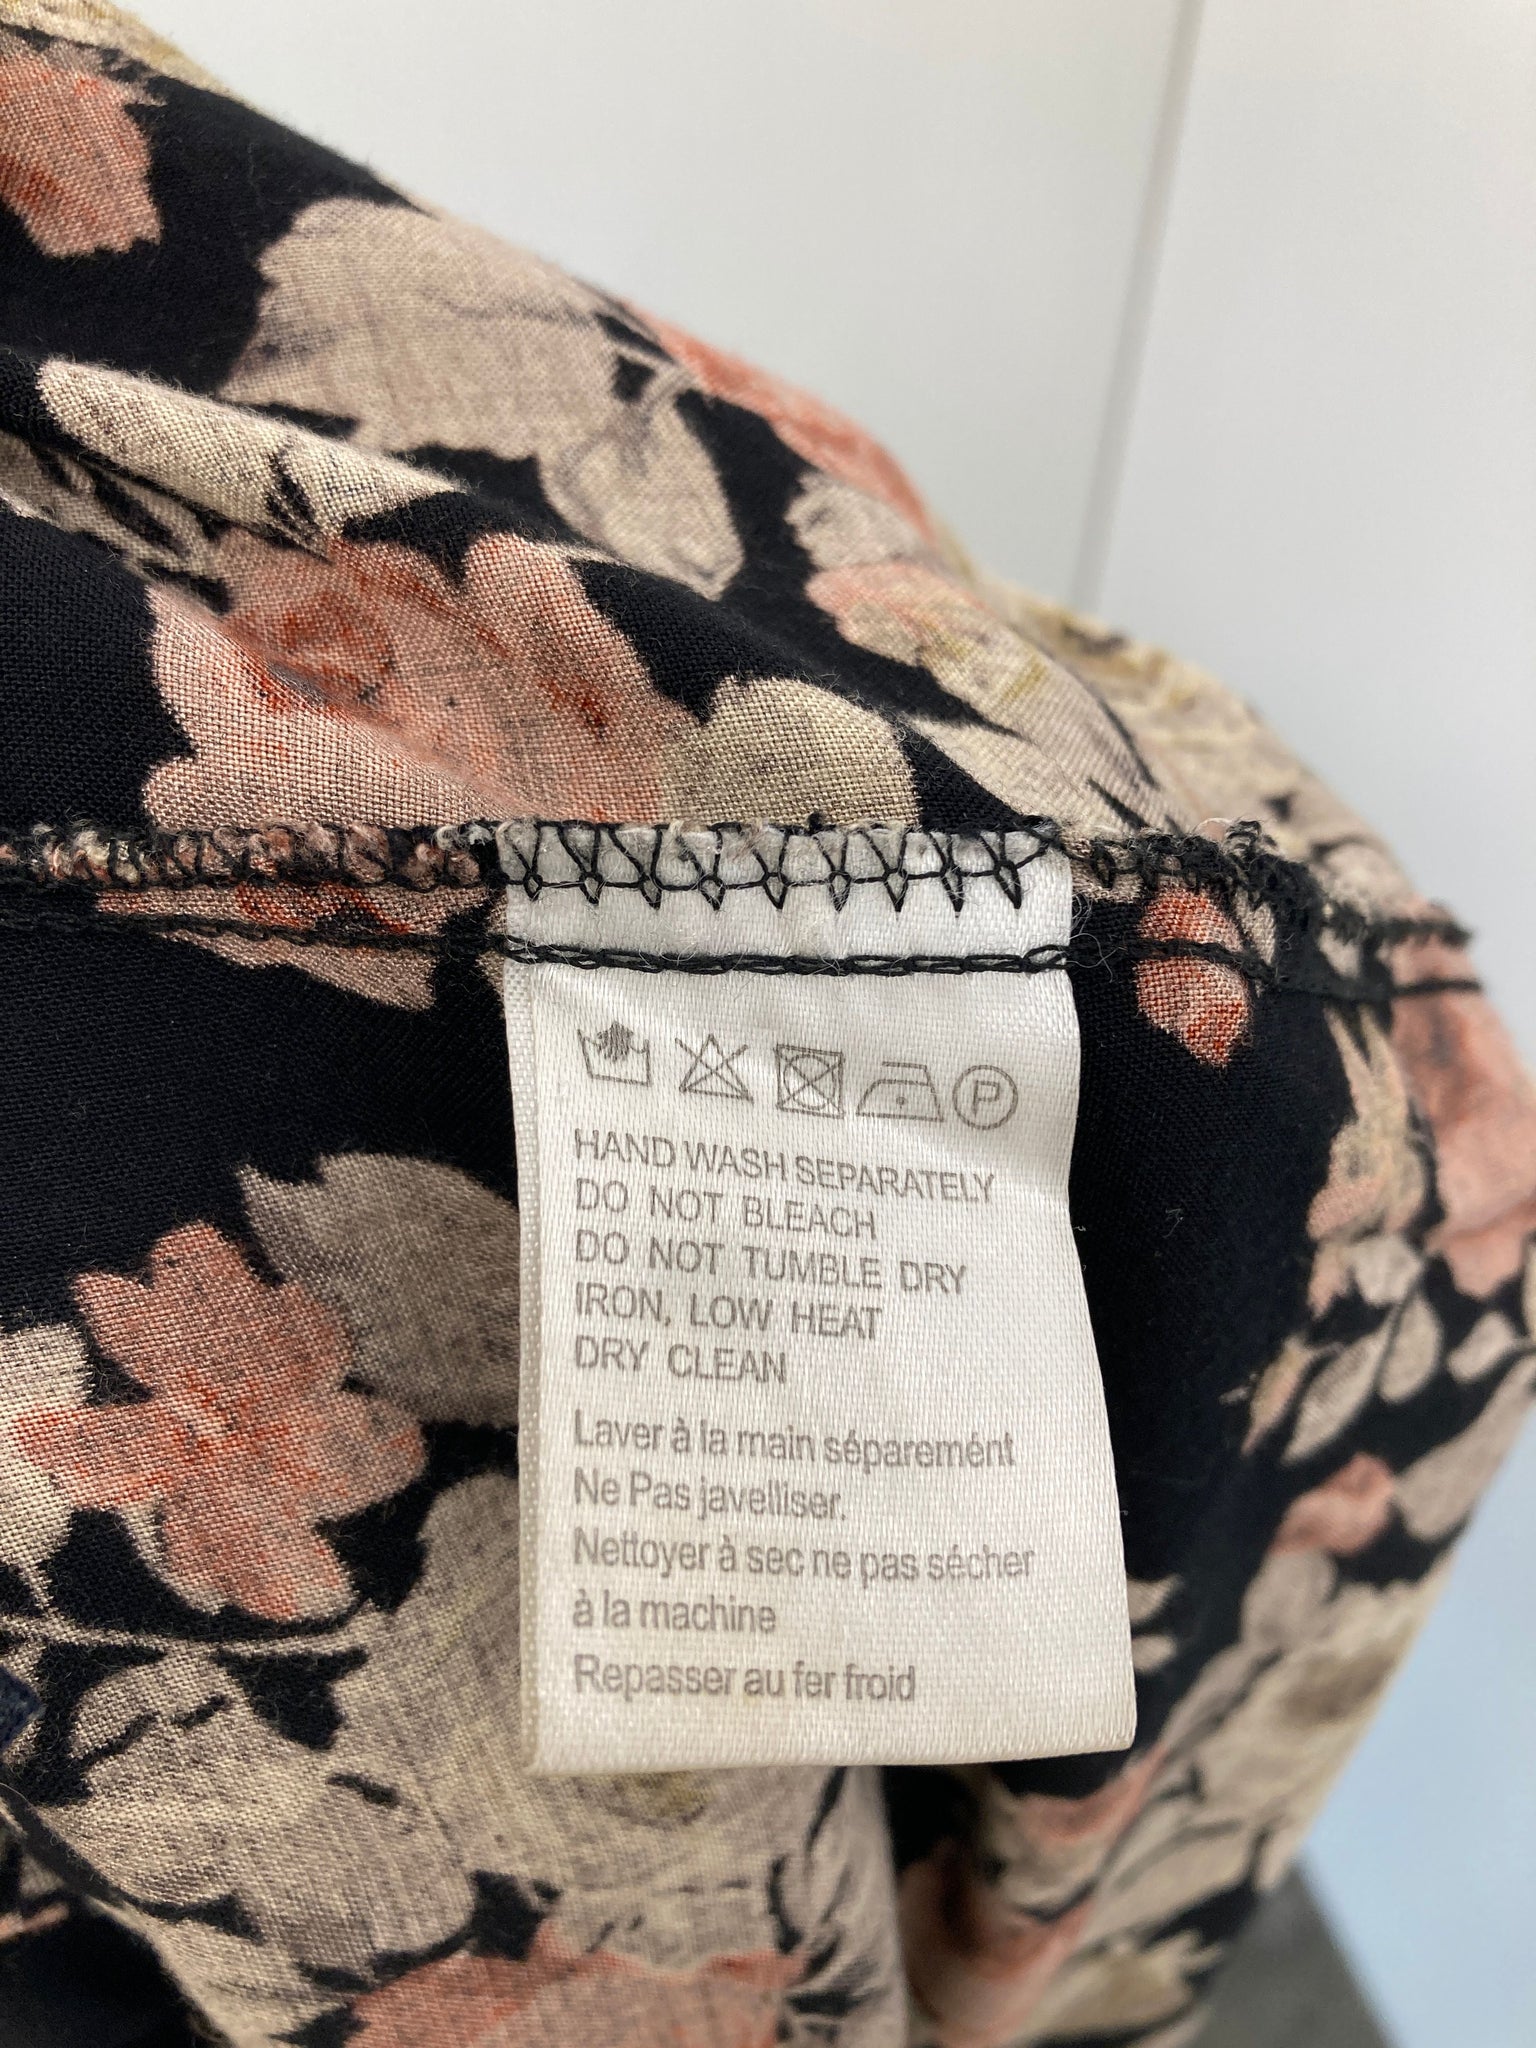 P
HAND WASH SEPARATELY
DO NOT BLEACH
DO NOT TUMBLE DRY
IRON, LOW HEAT
DRY CLEAN
Laver à la main séparemént
Ne Pas javelliser.
Nettoyer à sec ne pas sécher
à la machine
Repasser au fer froid